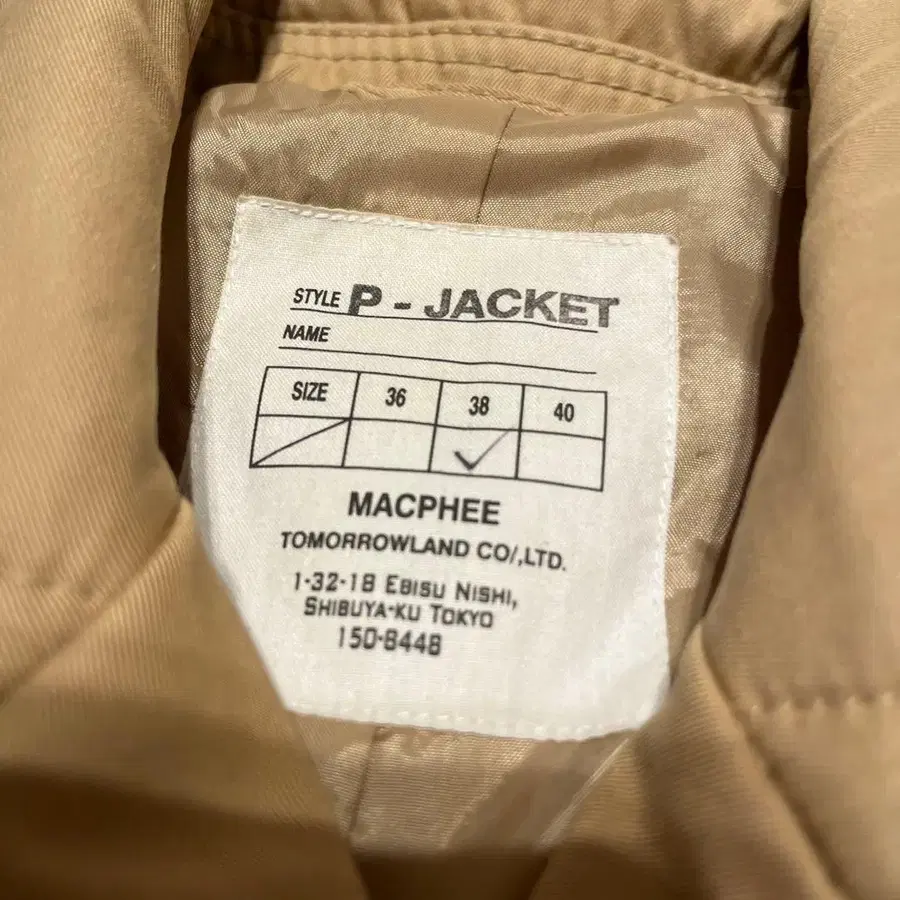 STYLE P - JACKET
NAME
SIZE 36 38 40
MACPHEE
TOMORROWLAND CO/,LTD.
1-32-18 EBISU NISHI,
SHIBUYA-KU TOKYO
150-8448